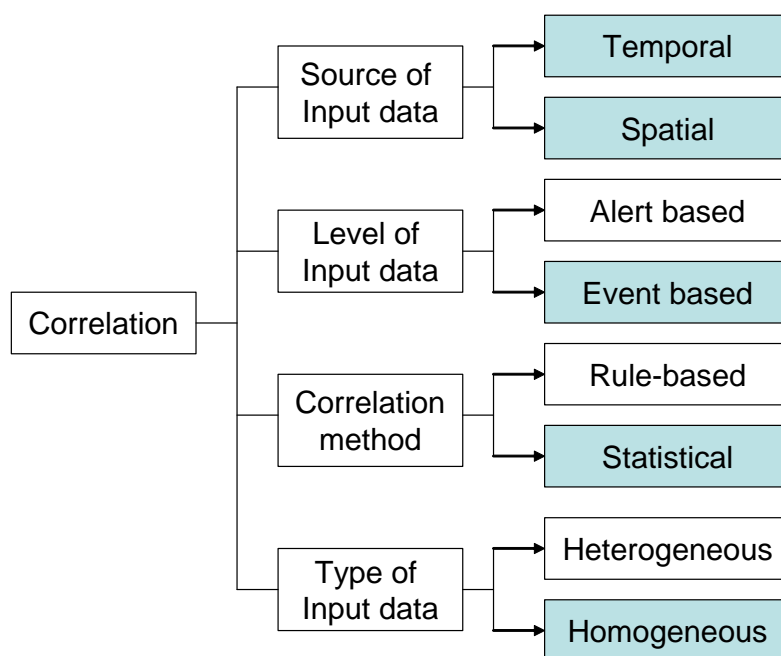 Correlation
Source of
Input data
Temporal
Spatial
Level of
Input data
Alert based
Event based
Correlation
method
Rule-based
Statistical
Type of
Input data
Heterogeneous
Homogeneous